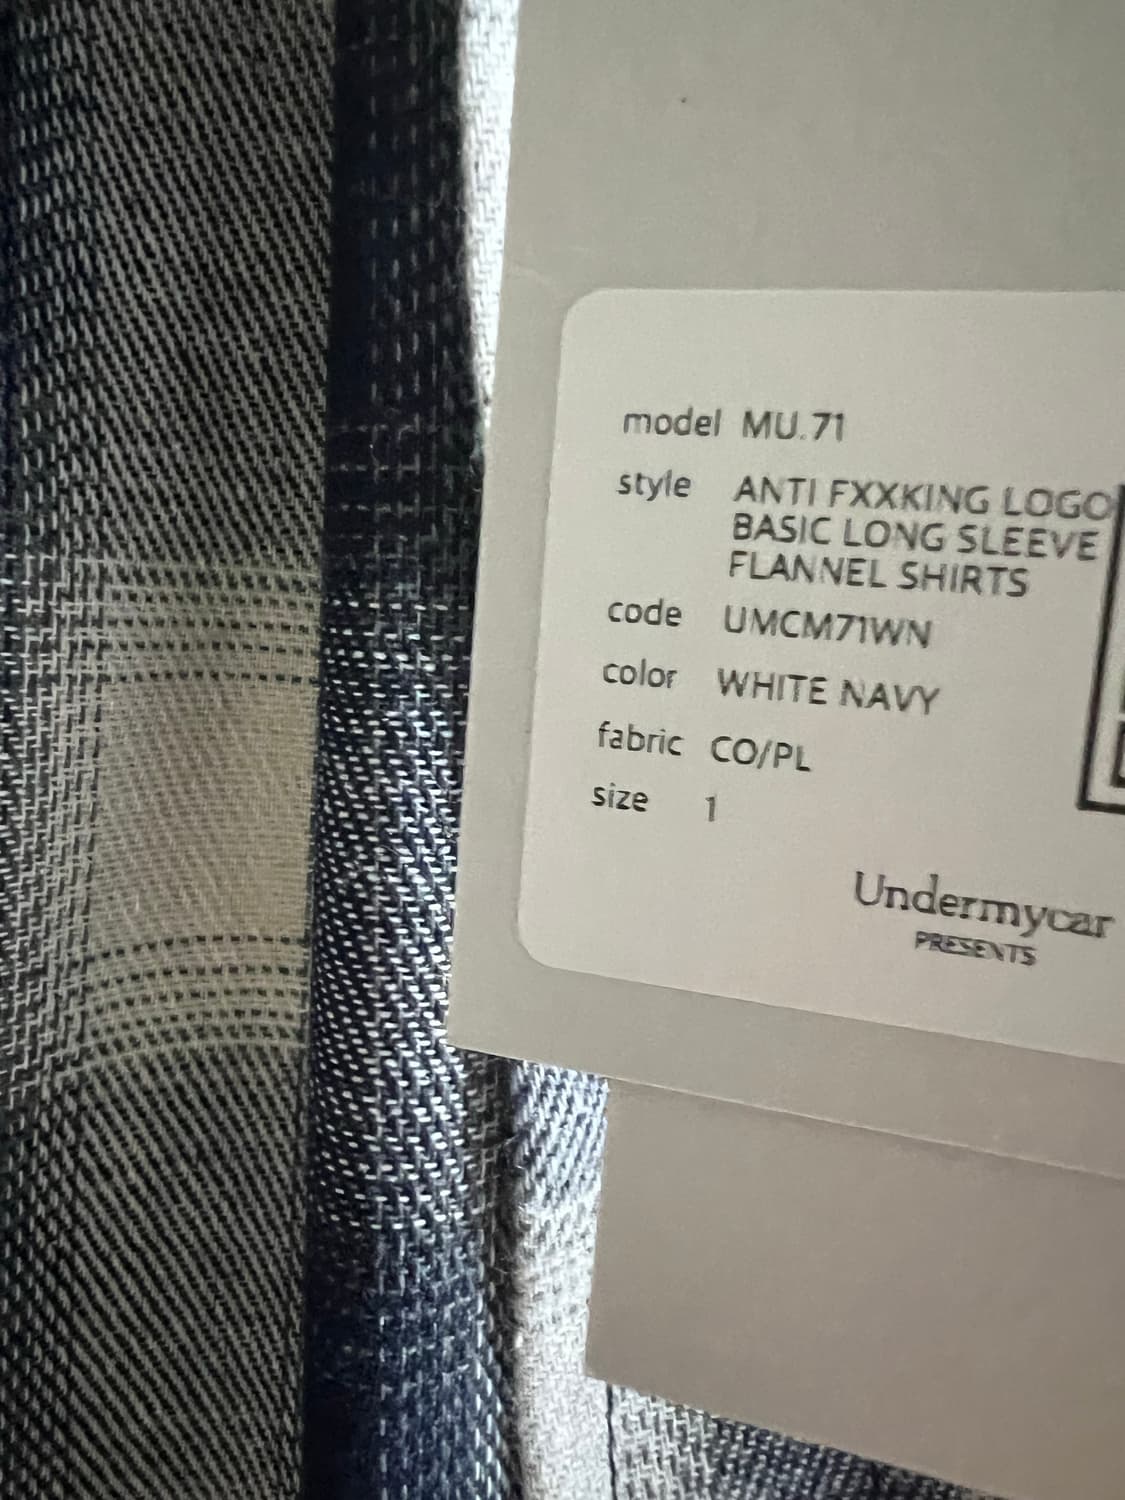 model MU.71
style ANTI FXXKING LOGO
BASIC LONG SLEEVE
FLANNEL SHIRTS
code UMCM71WN
color WHITE NAVY
fabric CO/PL
size 1
Undermycar
PRESENTS